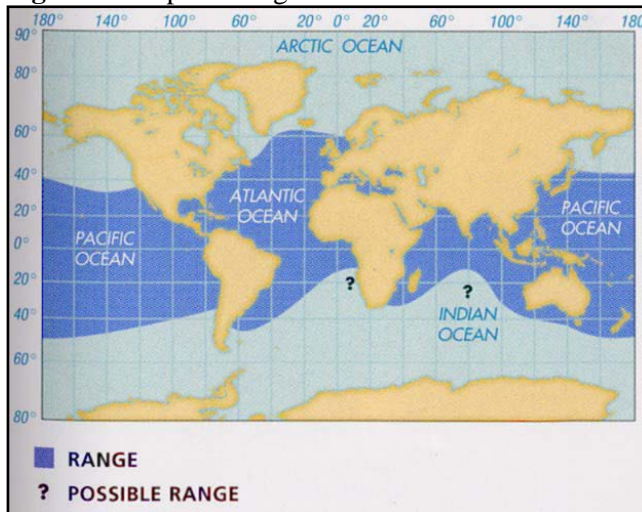 180° 140° 100° 60° 20° 0° 20° 60° 100° 140° 180°
90°
ARCTIC OCEAN
80°
60°
40°
ATLANTIC
OCEAN
20°
PACIFIC
OCEAN
PACIFIC
OCEAN
0°
20°
?
?
40°
INDIAN
OCEAN
60°
80°
RANGE
? POSSIBLE RANGE